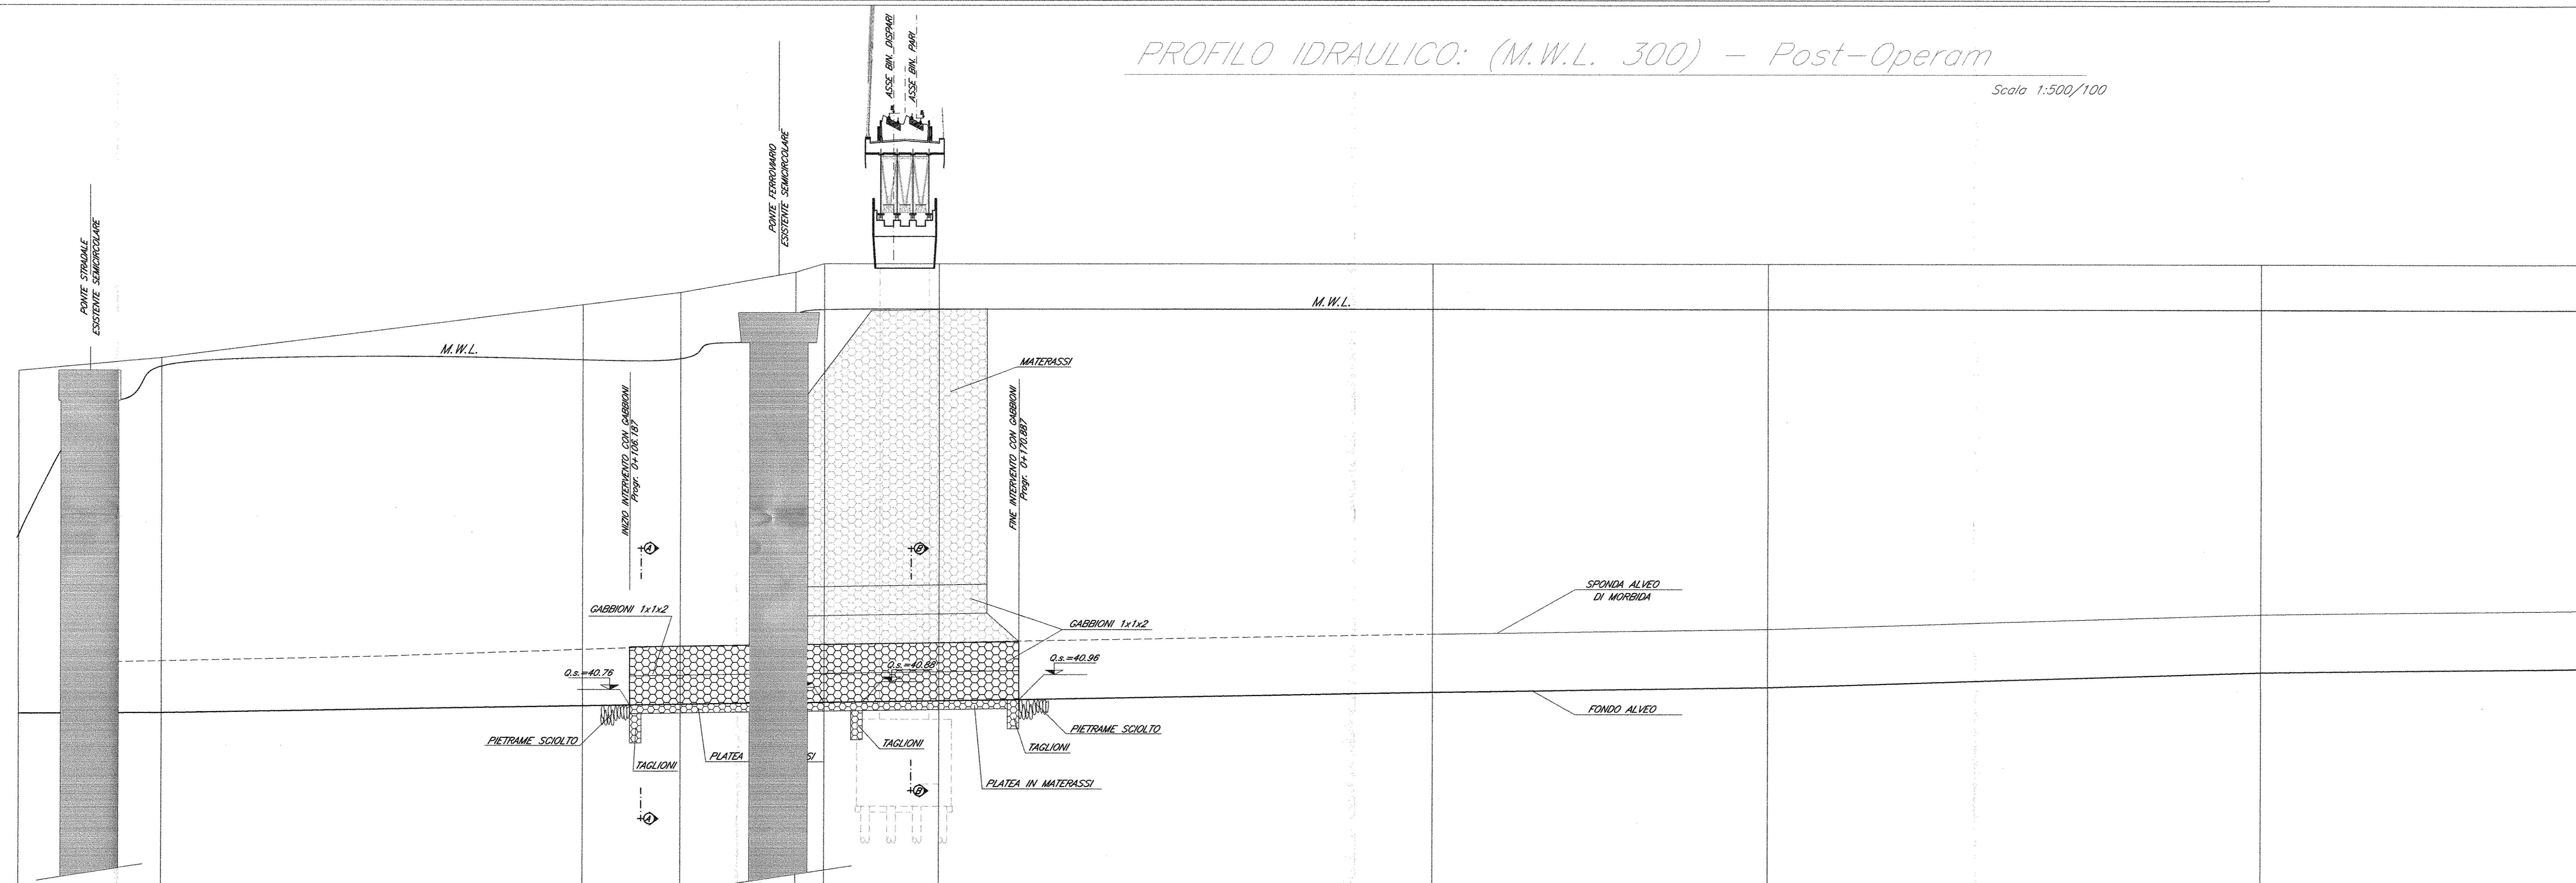 PROFILO IDRAULICO: (M.W.L. 300) - Post-Operam
Scala 1:500/100
ASSE BIN. DISPARI
ASSE BIN. PARI
PONTE FERROVIARIO
ESISTENTE SEMICIRCOLARE
PONTE STRADALE
ESISTENTE SEMICIRCOLARE
M.W.L.
M.W.L.
MATERASSI
INIZIO INTERVENTO CON GABBIONI
Progr. 0+106.187
FINE INTERVENTO CON GABBIONI
Progr. 0+170.887
A
B
SPONDA ALVEO
DI MORBIDA
GABBIONI 1x1x2
GABBIONI 1x1x2
Q.s.=40.76
Q.s.=40.88
Q.s.=40.96
FONDO ALVEO
PIETRAME SCIOLTO
PIETRAME SCIOLTO
TAGLIONI
TAGLIONI
PLATEA SI
TAGLIONI
PLATEA IN MATERASSI
B
A